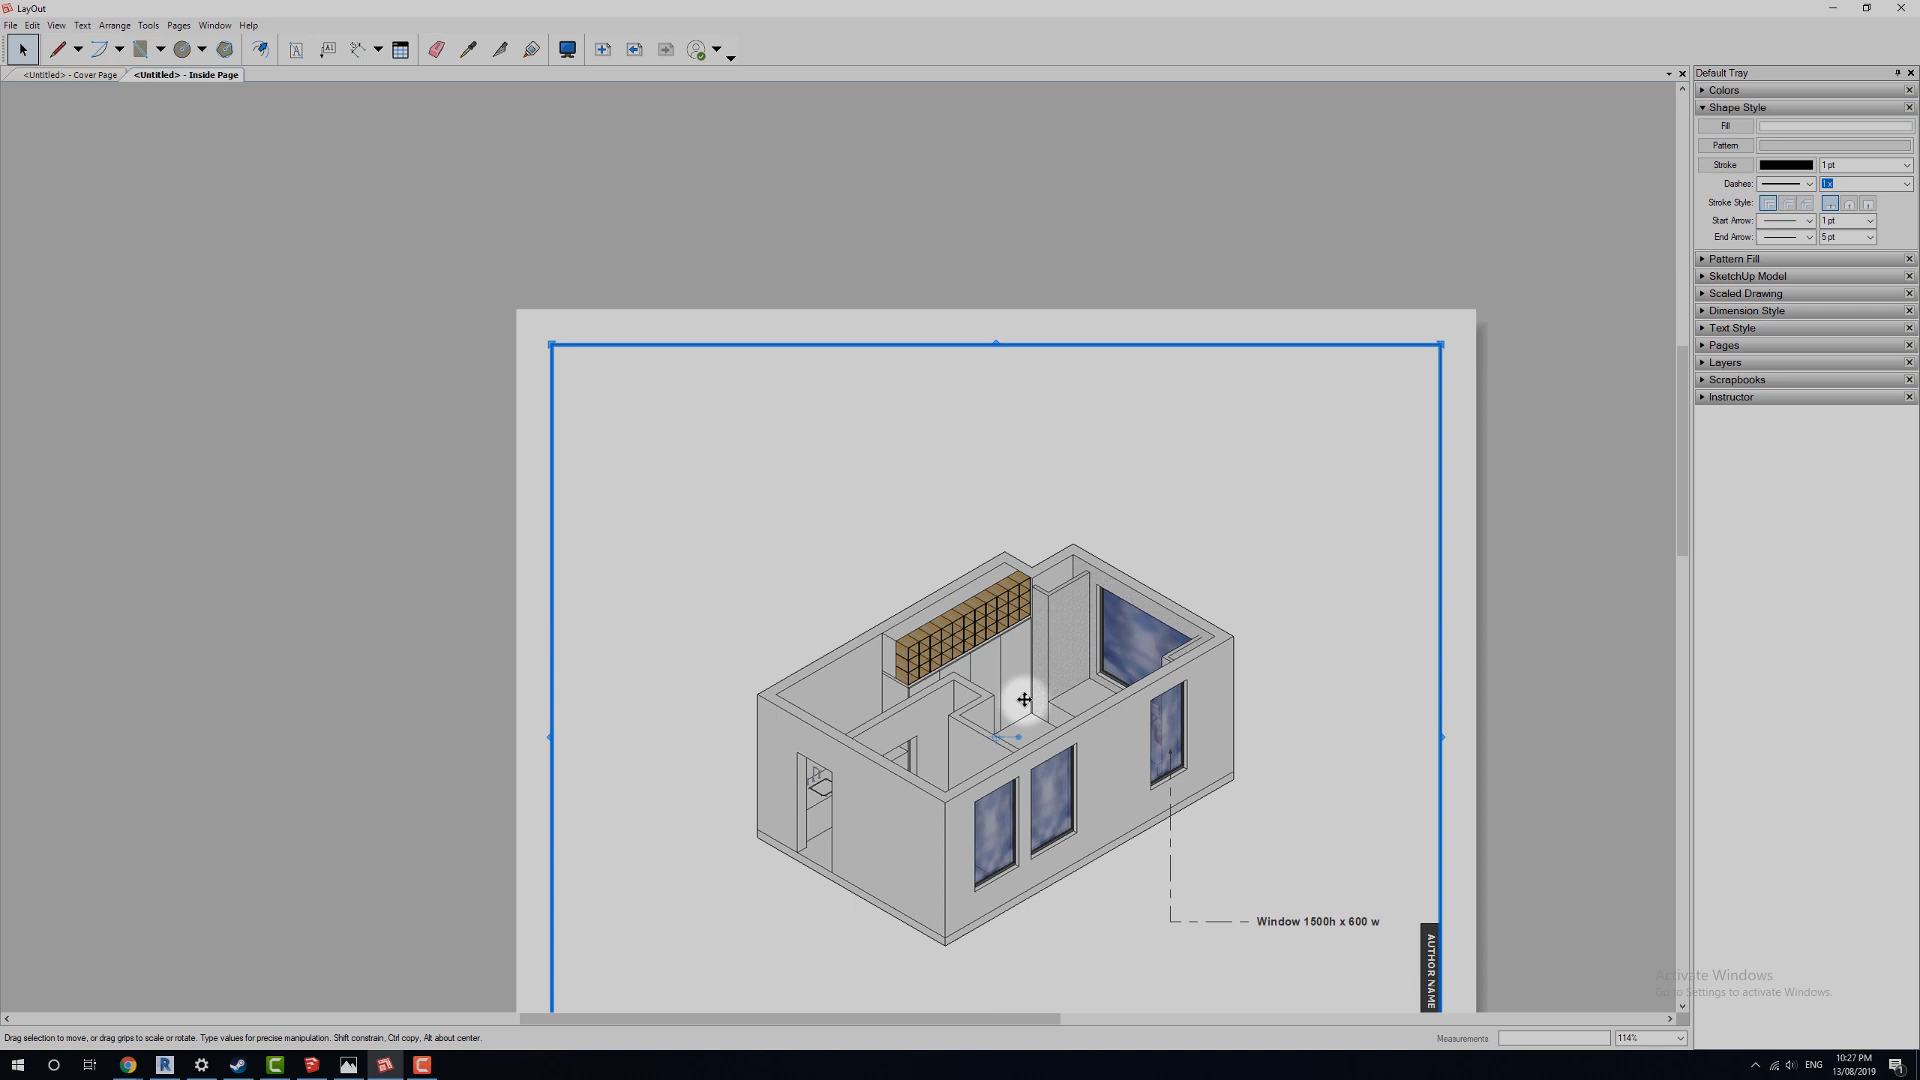 LayOut
File Edit View Text Arrange Tools Pages Window Help
<Untitled> - Cover Page <Untitled> - Inside Page
Default Tray
Colors
Shape Style
Fill
Pattern
Stroke 1 pt
Dashes: 1 x
Stroke Style:
Start Arrow: 1 pt
End Arrow: 5 pt
Pattern Fill
SketchUp Model
Scaled Drawing
Dimension Style
Text Style
Pages
Layers
Scrapbooks
Instructor
Window 1500h x 600 w
AUTHOR NAME
Activate Windows
Go to Settings to activate Windows.
Drag selection to move, or drag grips to scale or rotate. Type values for precise manipulation. Shift constrain, Ctrl copy, Alt about center.
Measurements 114%
ENG 10:27 PM
13/08/2019